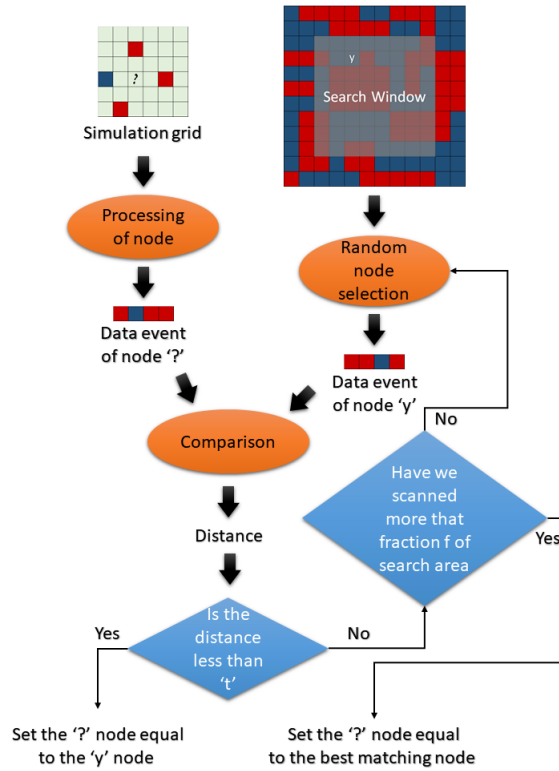 ?
Simulation grid
y
Search Window
Processing
of node
Random
node
selection
Data event
of node ‘?’
Data event
of node ‘y’
Comparison
No
Have we
scanned
more that
fraction f of
search area
Yes
Distance
Is the
distance
less than
‘t’
Yes
No
Set the ‘?’ node equal
to the ‘y’ node
Set the ‘?’ node equal
to the best matching node